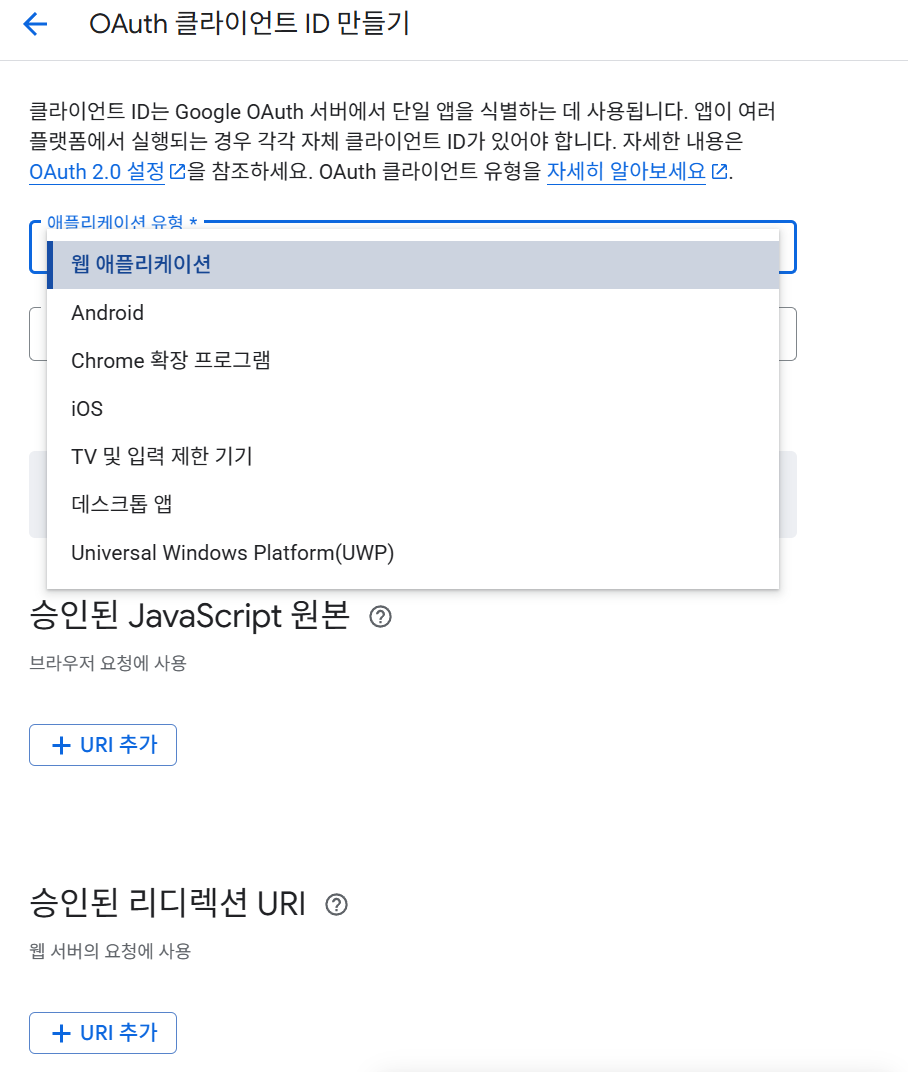 OAuth 클라이언트 ID 만들기
클라이언트 ID는 Google OAuth 서버에서 단일 앱을 식별하는 데 사용됩니다. 앱이 여러
플랫폼에서 실행되는 경우 각각 자체 클라이언트 ID가 있어야 합니다. 자세한 내용은
OAuth 2.0 설정을 참조하세요. OAuth 클라이언트 유형을 자세히 알아보세요.
애플리케이션 유형 *
웹 애플리케이션
Android
Chrome 확장 프로그램
iOS
TV 및 입력 제한 기기
데스크톱 앱
Universal Windows Platform(UWP)
승인된 JavaScript 원본
브라우저 요청에 사용
+ URI 추가
승인된 리디렉션 URI
웹 서버의 요청에 사용
+ URI 추가